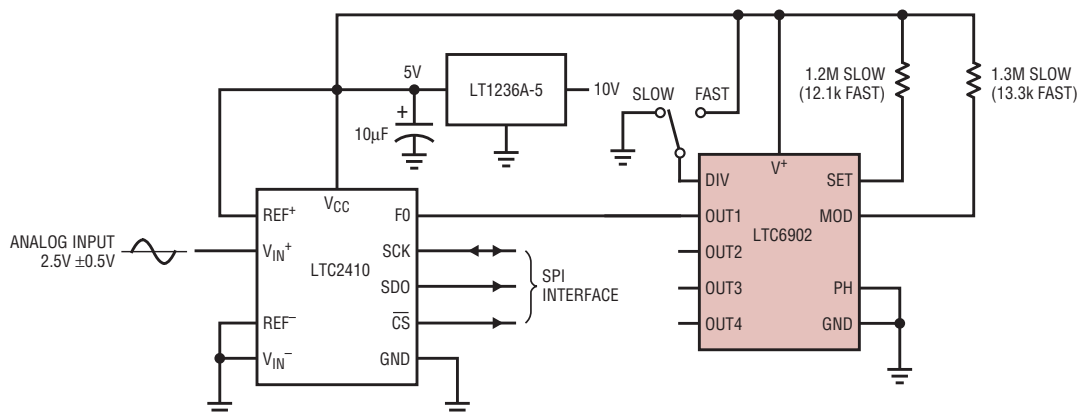 5V
LT1236A-5
10V
+
10µF
SLOW
FAST
1.2M SLOW
(12.1k FAST)
1.3M SLOW
(13.3k FAST)
V+
DIV
SET
OUT1
MOD
LTC6902
OUT2
OUT3
PH
OUT4
GND
VCC
REF+
F0
ANALOG INPUT
2.5V ±0.5V
VIN+
SCK
LTC2410
SDO
SPI
INTERFACE
REF–
CS
VIN–
GND